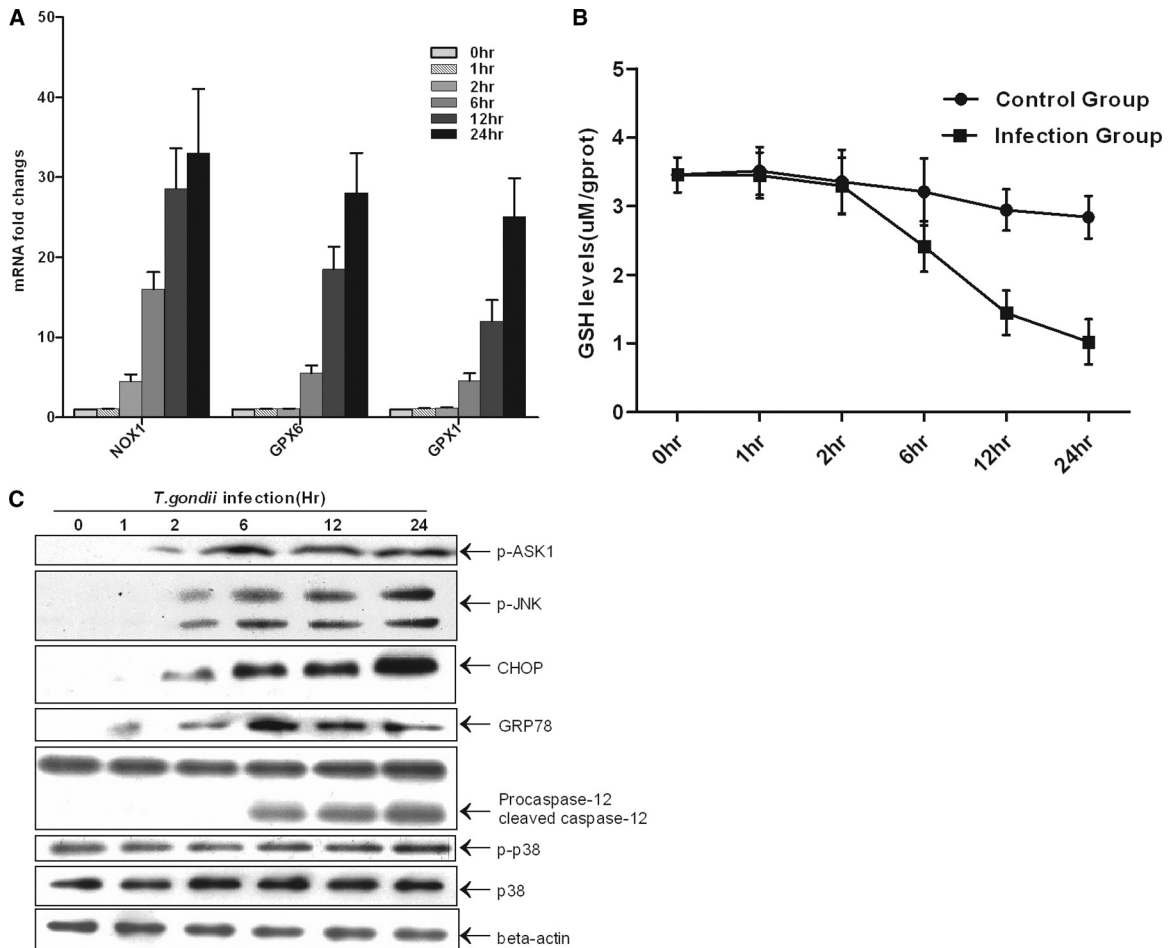 A
50
40
30
20
10
0
mRNA fold changs
0hr
1hr
2hr
6hr
12hr
24hr
NOX1
GPX6
GPX1
B
5
4
3
2
1
0
GSH levels(uM/gprot)
Control Group
Infection Group
0hr
1hr
2hr
6hr
12hr
24hr
C
T.gondii infection(Hr)
0 1 2 6 12 24
p-ASK1
p-JNK
CHOP
GRP78
Procaspase-12
cleaved caspase-12
p-p38
p38
beta-actin